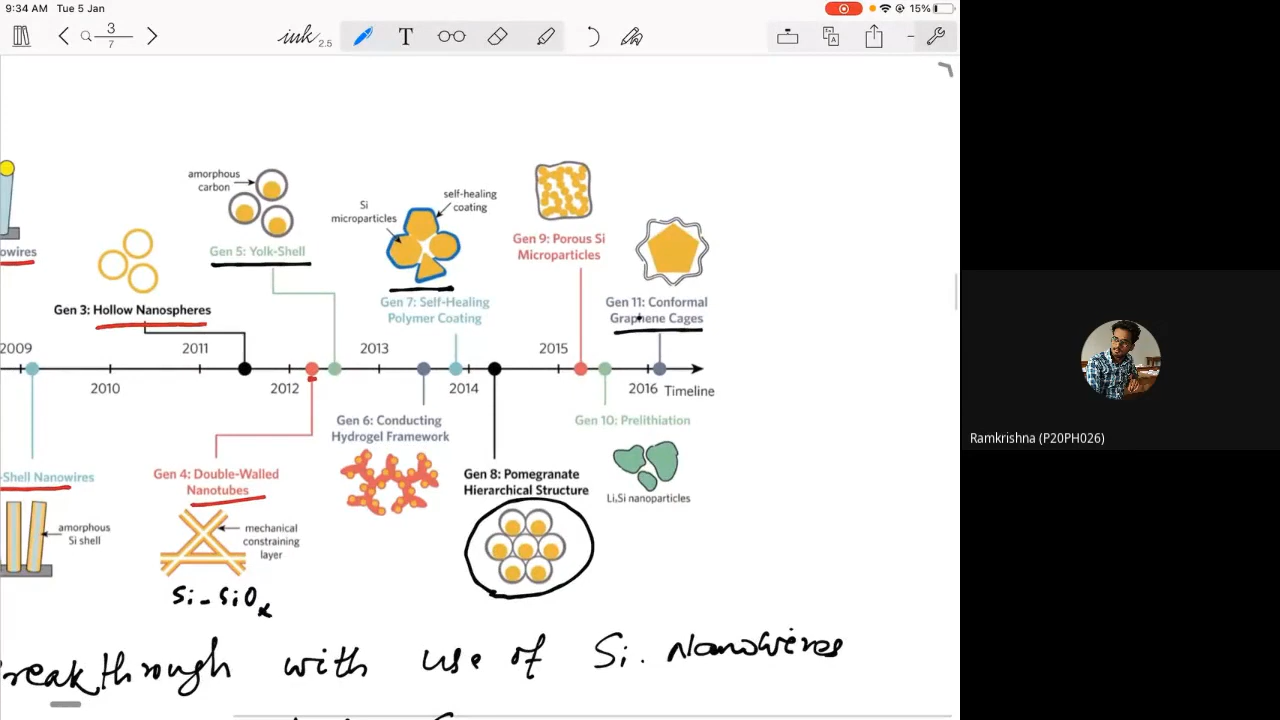 9:34 AM Tue 5 Jan
15%
3
7
ink 2.5
T
amorphous
carbon
self-healing
coating
Si
microparticles
owires
Gen 5: Yolk-Shell
Gen 9: Porous Si
Microparticles
Gen 3: Hollow Nanospheres
Gen 7: Self-Healing
Polymer Coating
Gen 11: Conformal
Graphene Cages
2009
2011
2013
2015
2010
2012
2014
2016 Timeline
Gen 6: Conducting
Hydrogel Framework
Gen 10: Prelithiation
-Shell Nanowires
Gen 4: Double-Walled
Nanotubes
Gen 8: Pomegranate
Hierarchical Structure
LixSi nanoparticles
amorphous
Si shell
mechanical
constraining
layer
Si - SiOx
reakthrough with use of Si. Nanowires
Ramkrishna (P20PH026)